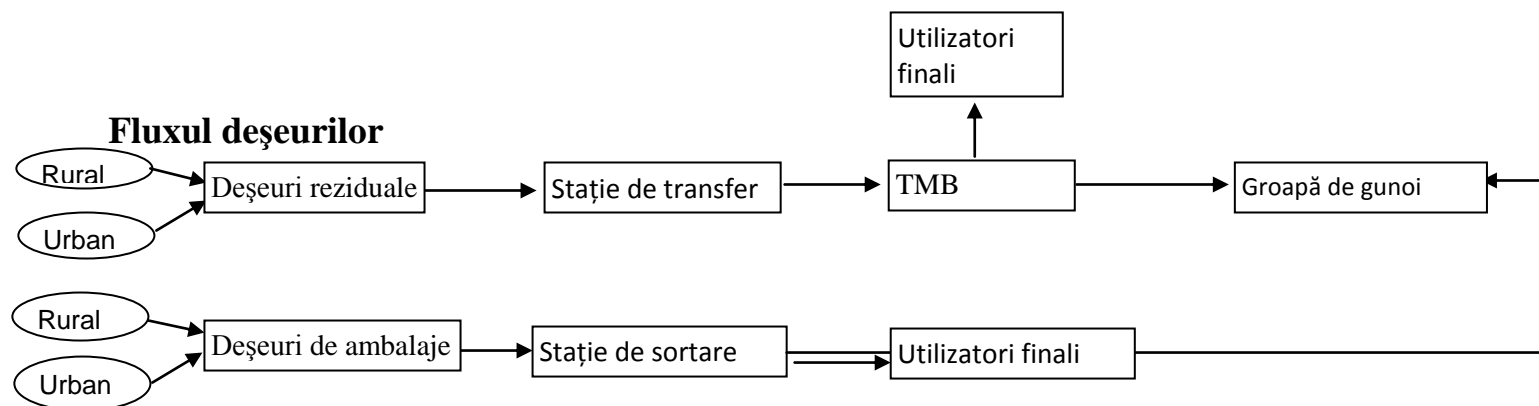 Utilizatori
finali
Fluxul deşeurilor
Rural
Deşeuri reziduale
Stație de transfer
TMB
Groapă de gunoi
Urban
Rural
Deşeuri de ambalaje
Stație de sortare
Utilizatori finali
Urban